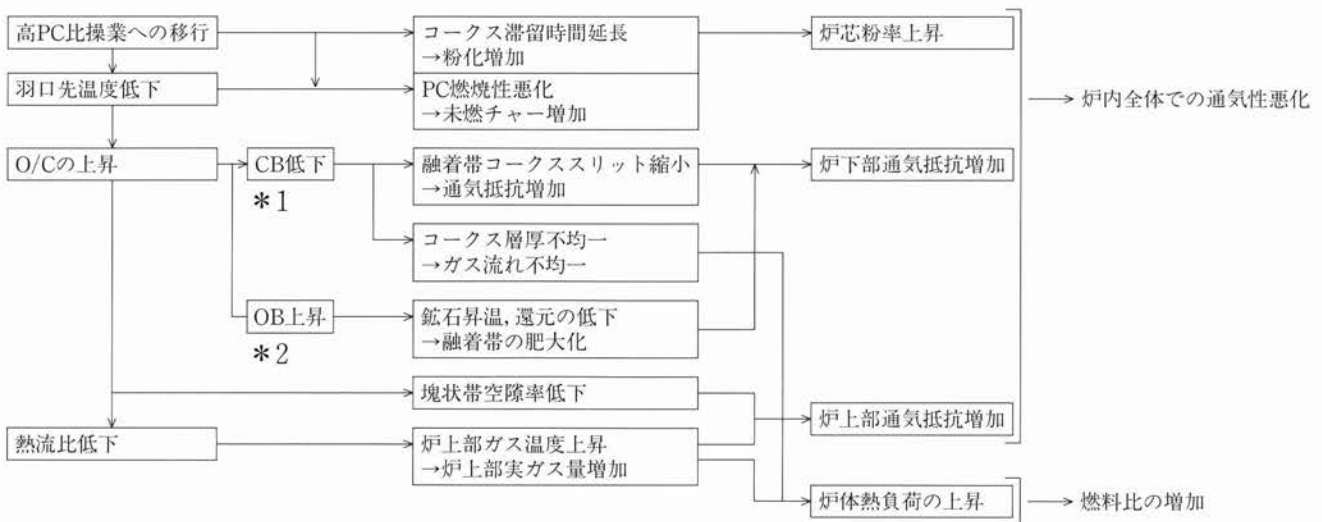 高PC比操業への移行
羽口先温度低下
O/Cの上昇
熱流比低下
CB低下
*1
OB上昇
*2
コークス滞留時間延長
→粉化増加
PC燃焼性悪化
→未燃チャー増加
融着帯コークススリット縮小
→通気抵抗増加
コークス層厚不均一
→ガス流れ不均一
鉱石昇温,還元の低下
→融着帯の肥大化
塊状帯空隙率低下
炉上部ガス温度上昇
→炉上部実ガス量増加
炉芯粉率上昇
炉下部通気抵抗増加
炉上部通気抵抗増加
炉体熱負荷の上昇
炉内全体での通気性悪化
燃料比の増加